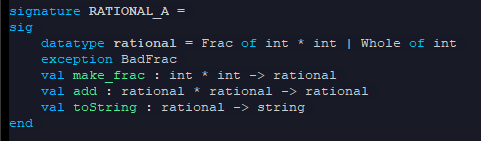 signature RATIONAL_A =
sig
    datatype rational = Frac of int * int | Whole of int
    exception BadFrac
    val make_frac : int * int -> rational
    val add : rational * rational -> rational
    val toString : rational -> string
end